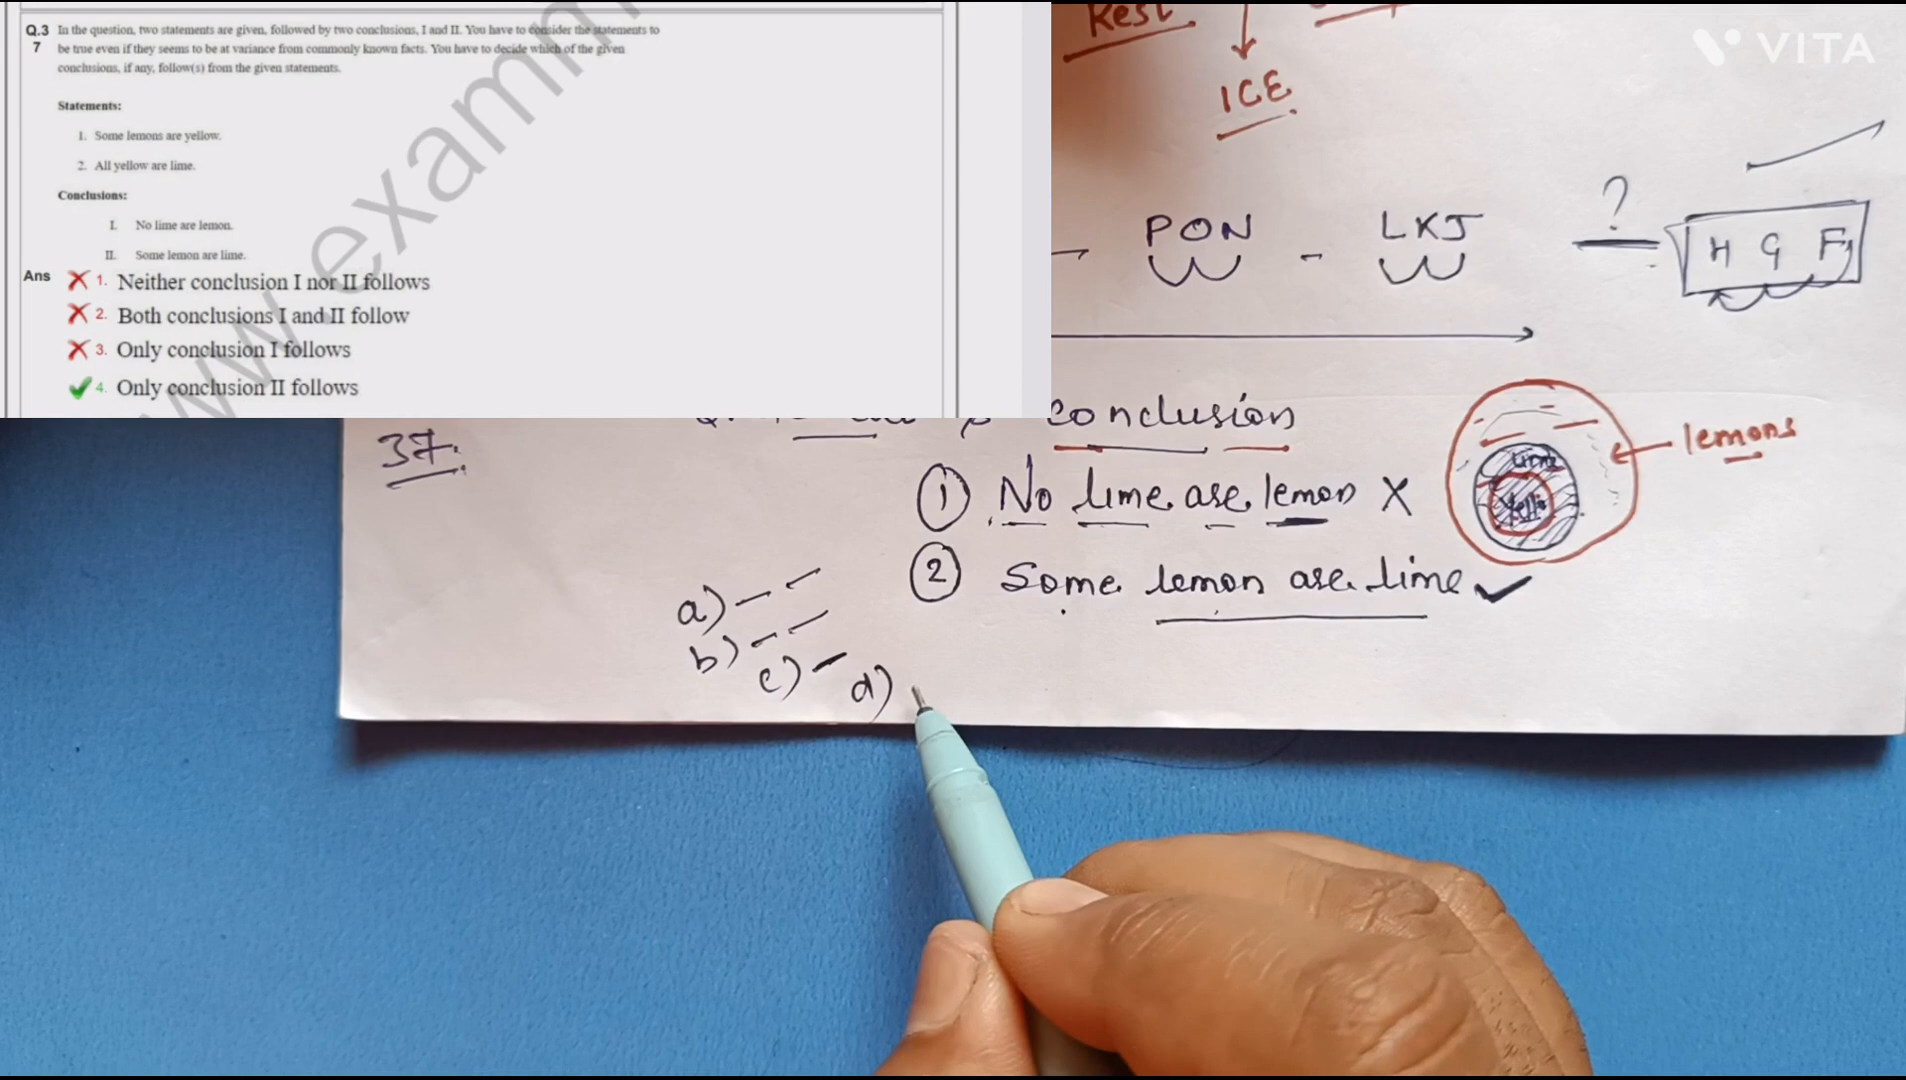 Q.3 In the question, two statements are given, followed by two conclusions, I and II. You have to consider the statements to
7 be true even if they seems to be at variance from commonly known facts. You have to decide which of the given
conclusions, if any, follow(s) from the given statements.
Statements:
1. Some lemons are yellow.
2. All yellow are lime.
Conclusions:
I. No lime are lemon.
II. Some lemon are lime.
Ans 1. Neither conclusion I nor II follows
2. Both conclusions I and II follow
3. Only conclusion I follows
4. Only conclusion II follows
www.examm
VITA
Rest
ICE
- PON - LKJ ? HGF
conclusion
lemons
37.
① No lime are lemon X
Lime
② Some lemon are lime ✓
a) - -
b) - -
c) -
d)